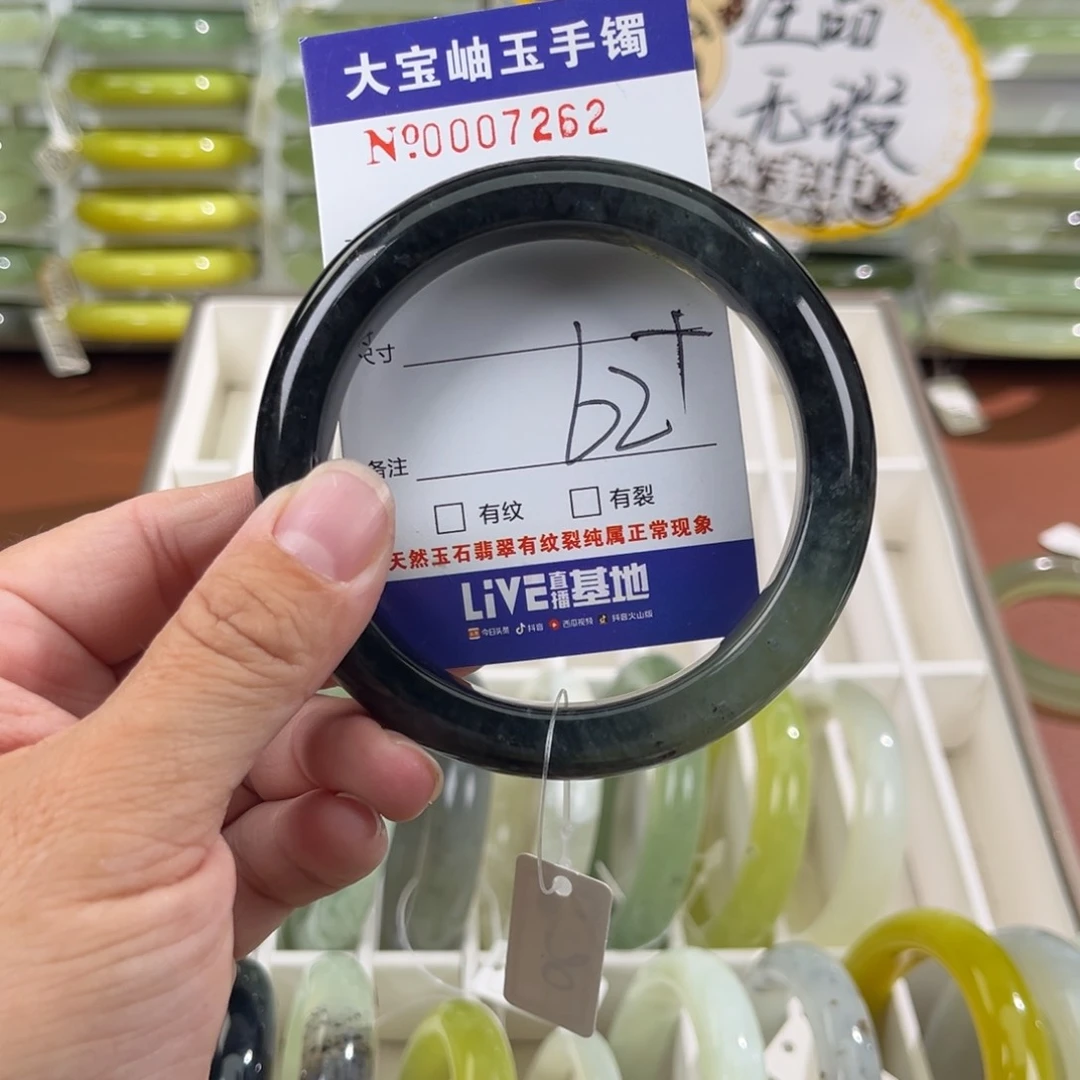 大宝岫玉手镯
№0007262
无瑕
尺寸
62+
备注
□ 有纹 □ 有裂
天然玉石翡翠有纹裂纯属正常现象
LiVE直播基地
今日头条 抖音 西瓜视频 抖音火山版